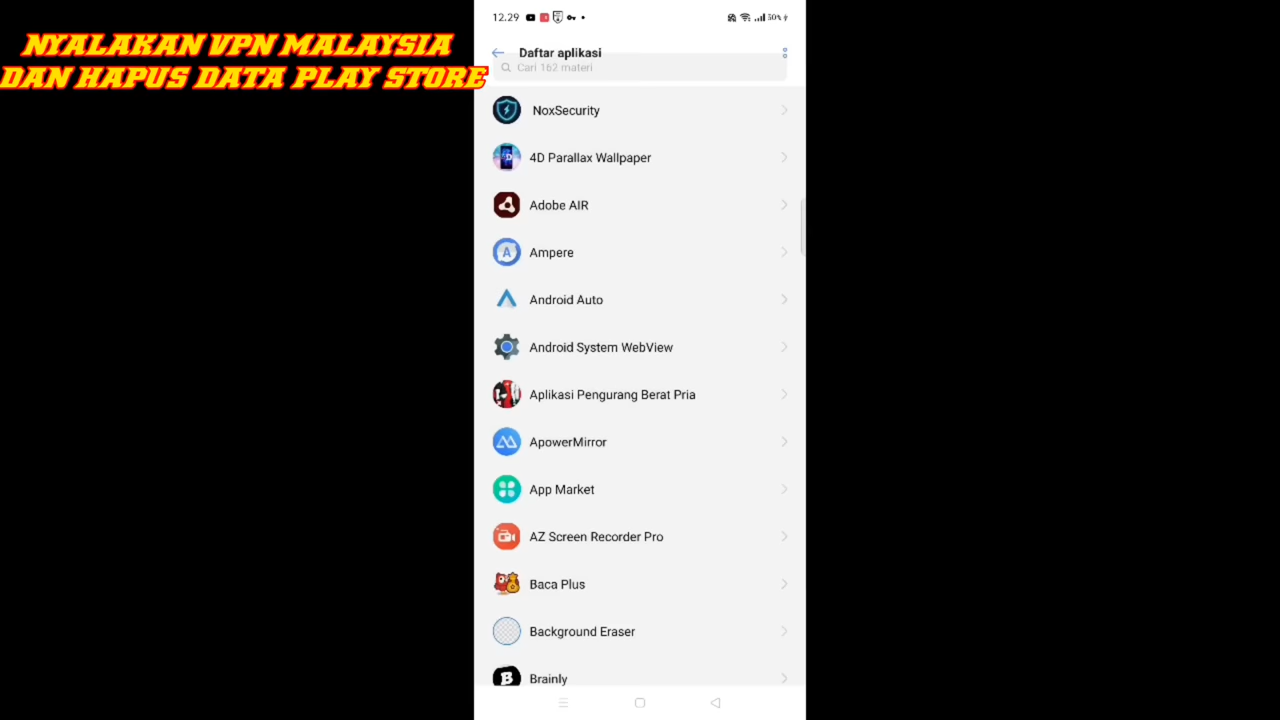 NYALAKAN VPN MALAYSIA
DAN HAPUS DATA PLAY STORE
12.29
50%
Daftar aplikasi
Cari 162 materi
NoxSecurity
4D Parallax Wallpaper
Adobe AIR
Ampere
Android Auto
Android System WebView
Aplikasi Pengurang Berat Pria
ApowerMirror
App Market
AZ Screen Recorder Pro
Baca Plus
Background Eraser
Brainly